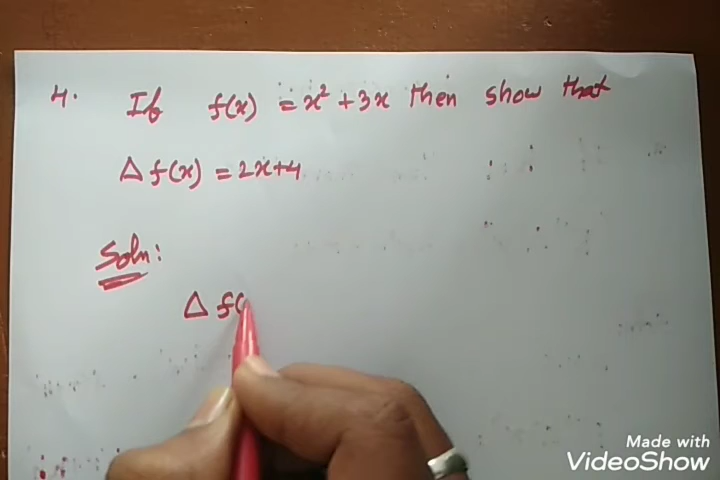 4. If f(x) = x² + 3x then show that
Δ f(x) = 2x+4
Soln:
Δ f(
Made with
VideoShow